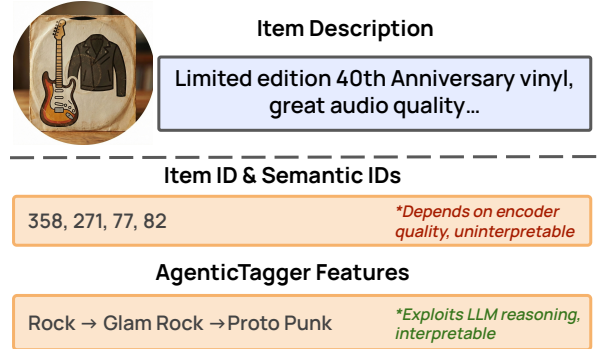 Item Description
Limited edition 40th Anniversary vinyl,
great audio quality...
Item ID & Semantic IDs
358, 271, 77, 82
*Depends on encoder
quality, uninterpretable
AgenticTagger Features
Rock → Glam Rock →Proto Punk
*Exploits LLM reasoning,
interpretable